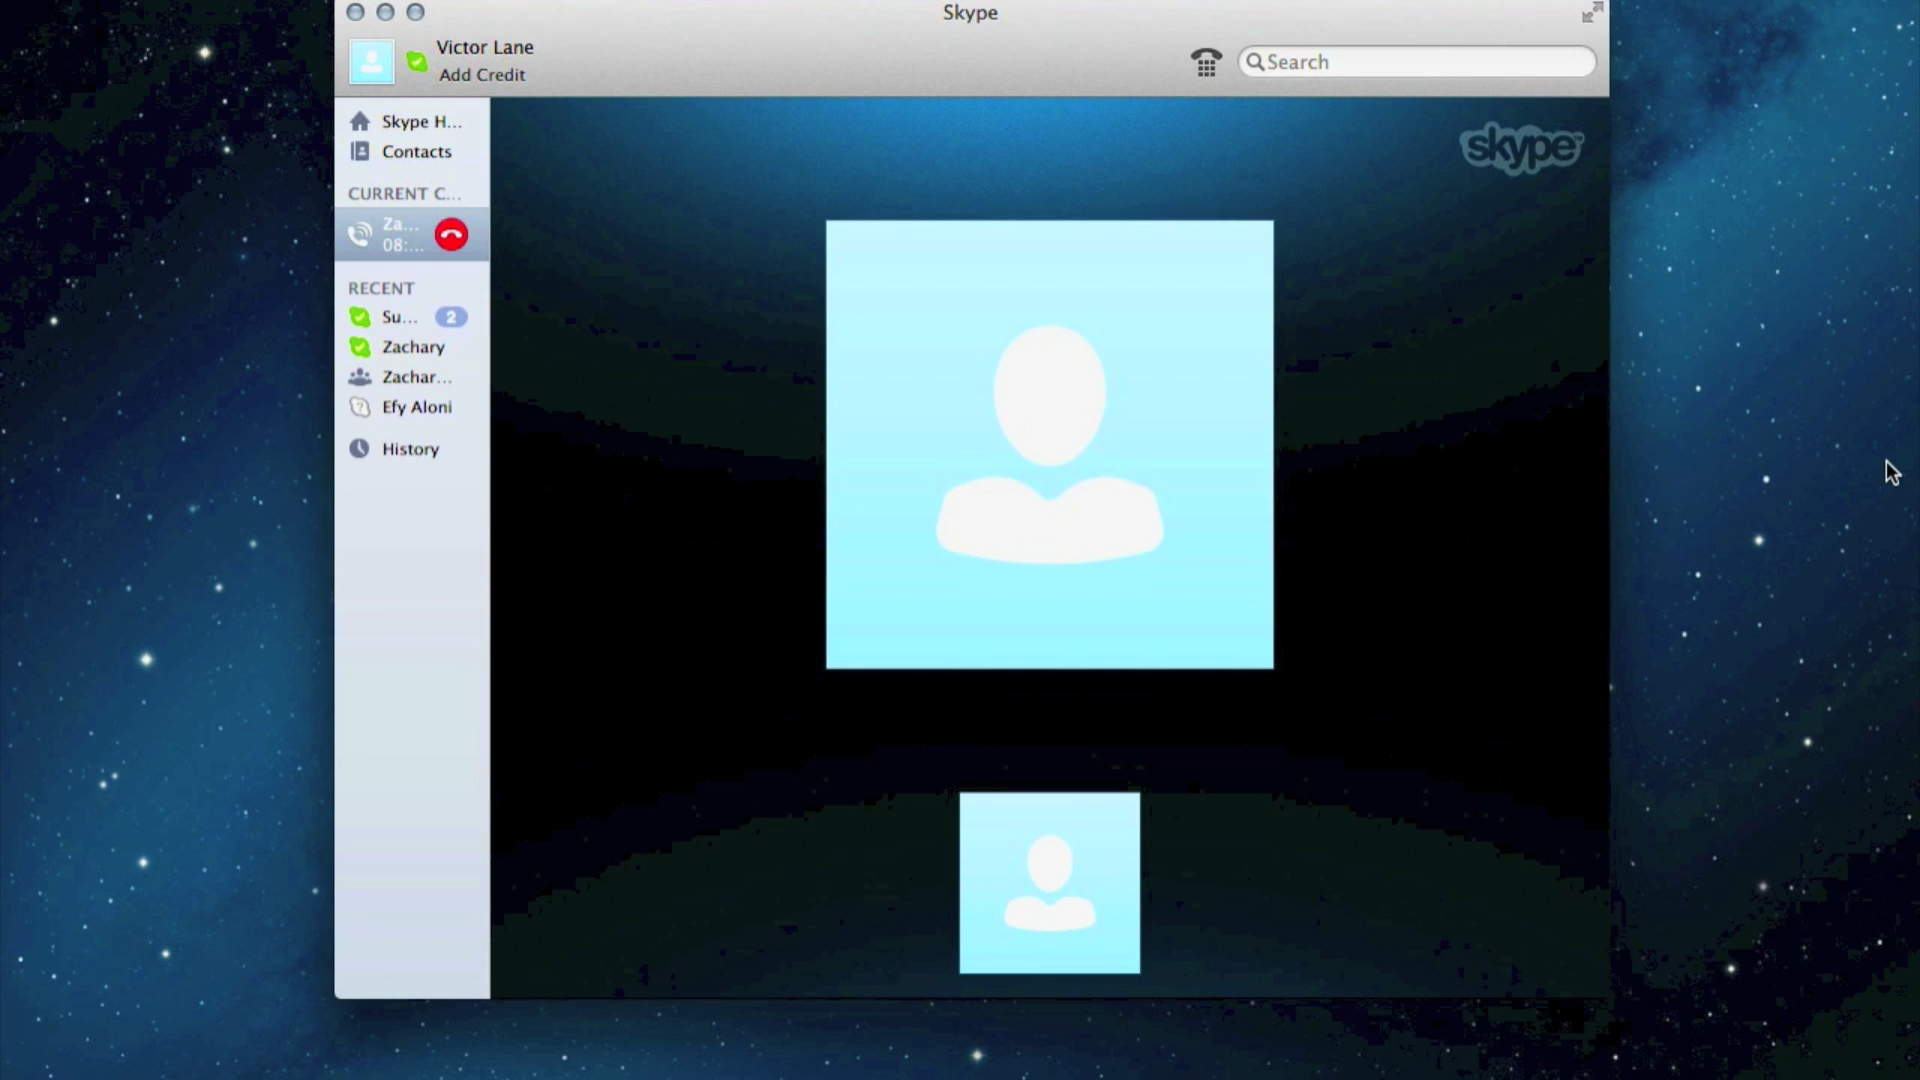 Skype
Victor Lane
Add Credit
Search
Skype H...
Contacts
CURRENT C...
Za...
08:...
RECENT
Su... 2
Zachary
Zachar...
Efy Aloni
History
skype™